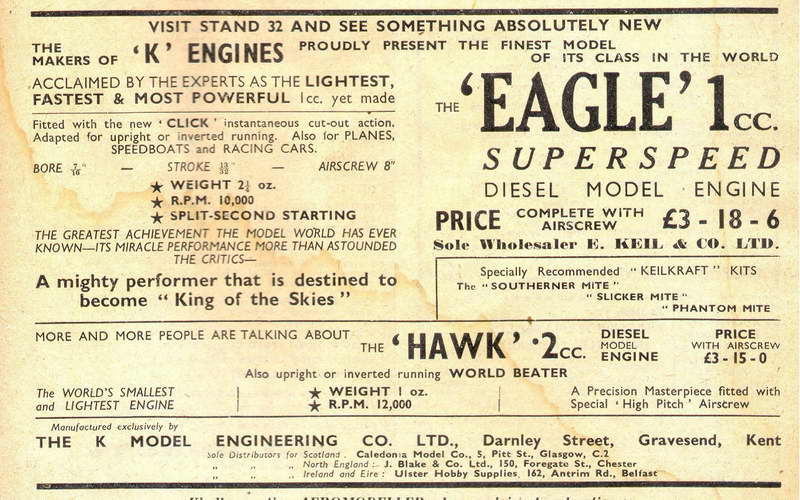 VISIT STAND 32 AND SEE SOMETHING ABSOLUTELY NEW
THE MAKERS OF 'K' ENGINES PROUDLY PRESENT THE FINEST MODEL
OF ITS CLASS IN THE WORLD
ACCLAIMED BY THE EXPERTS AS THE LIGHTEST,
FASTEST & MOST POWERFUL 1cc. yet made
Fitted with the new 'CLICK' instantaneous cut-out action.
Adapted for upright or inverted running. Also for PLANES,
SPEEDBOATS and RACING CARS.
BORE 7/16" — STROKE 13/32" — AIRSCREW 8"
★ WEIGHT 2½ oz.
★ R.P.M. 10,000
★ SPLIT-SECOND STARTING
THE GREATEST ACHIEVEMENT THE MODEL WORLD HAS EVER
KNOWN—ITS MIRACLE PERFORMANCE MORE THAN ASTOUNDED
THE CRITICS—
A mighty performer that is destined to
become "King of the Skies"
THE 'EAGLE' 1cc.
SUPERSPEED
DIESEL MODEL ENGINE
PRICE COMPLETE WITH AIRSCREW £3-18-6
Sole Wholesaler E. KEIL & CO. LTD.
Specially Recommended "KEILKRAFT" KITS
The "SOUTHERNER MITE"
"SLICKER MITE"
"PHANTOM MITE
MORE AND MORE PEOPLE ARE TALKING ABOUT
THE 'HAWK' ·2cc.
DIESEL
MODEL
ENGINE
PRICE
WITH AIRSCREW
£3-15-0
Also upright or inverted running WORLD BEATER
The WORLD'S SMALLEST
and LIGHTEST ENGINE
★ WEIGHT 1 oz.
★ R.P.M. 12,000
A Precision Masterpiece fitted with
Special 'High Pitch' Airscrew
Manufactured exclusively by
THE K MODEL ENGINEERING CO. LTD., Darnley Street, Gravesend, Kent
Sole Distributors for Scotland. Caledonia Model Co., 5, Pitt St., Glasgow, C.2
„ „ „ North England: J. Blake & Co. Ltd., 150, Foregate St., Chester
„ „ „ Ireland and Eire: Ulster Hobby Supplies, 162, Antrim Rd., Belfast